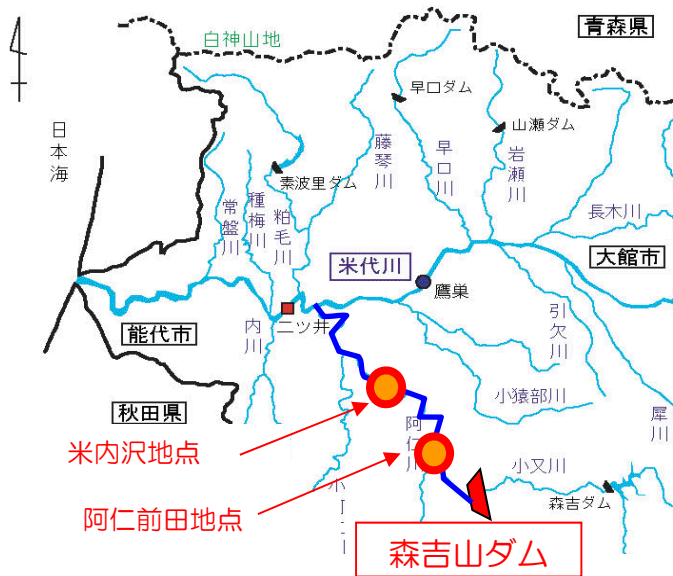 青森県
白神山地
早口ダム
山瀬ダム
日本海
藤琴川
早口川
岩瀬川
素波里ダム
常盤川
種梅川
粕毛川
長木川
米代川
大館市
鷹巣
能代市
内川
二ツ井
引欠川
小猿部川
秋田県
阿仁川
犀川
米内沢地点
小又川
森吉ダム
阿仁前田地点
森吉山ダム